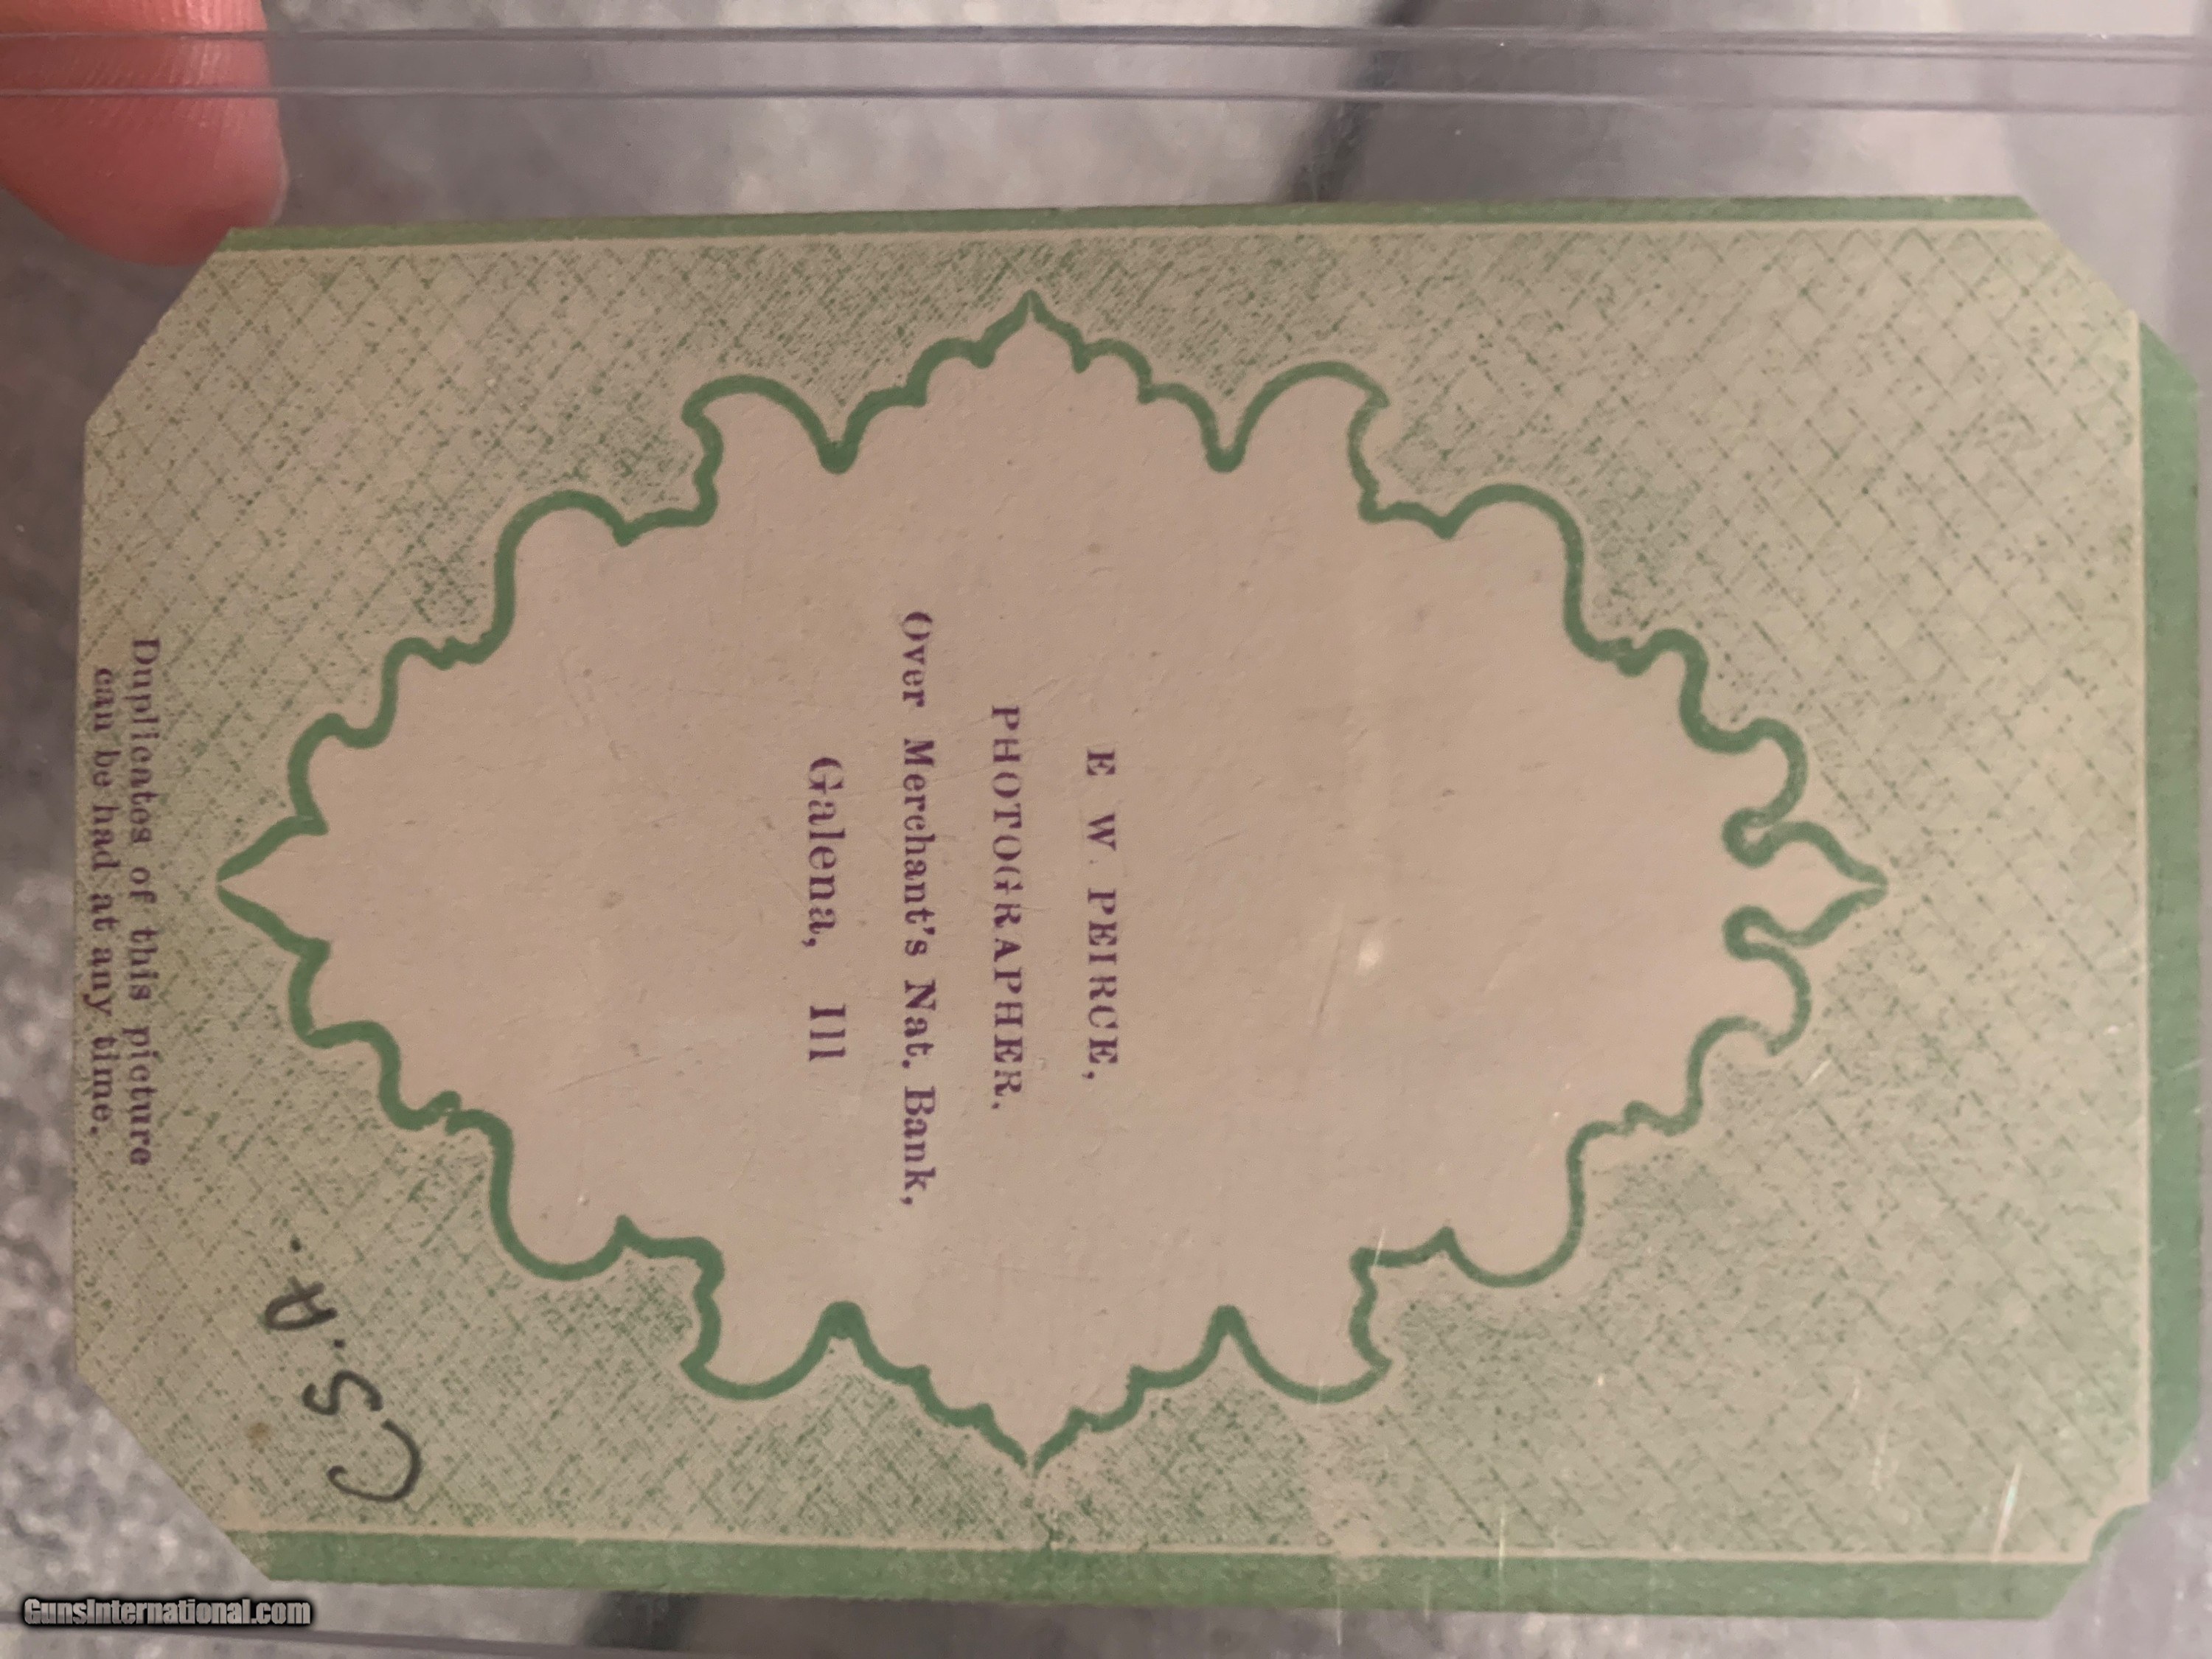 E W. PEIRCE,
PHOTOGRAPHER.
Over Merchant's Nat. Bank,
Galena, Ill
Duplicates of this picture
can be had at any time.
C.S.A.
GunsInternational.com